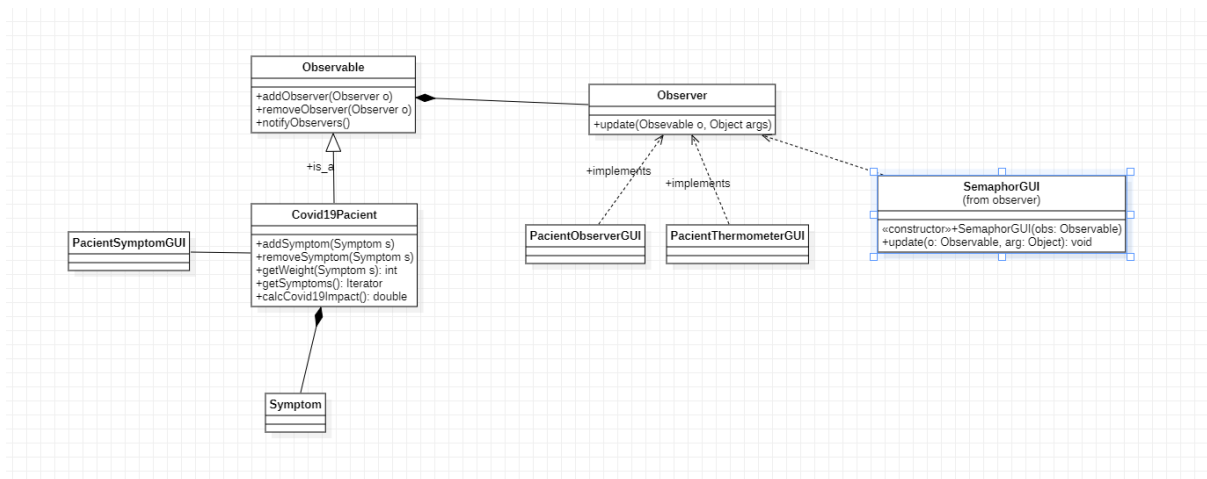 Observable
+addObserver(Observer o)
+removeObserver(Observer o)
+notifyObservers()
Observer
+update(Obsevable o, Object args)
+is_a
+implements
+implements
SemaphorGUI
(from observer)
«constructor»+SemaphorGUI(obs: Observable)
+update(o: Observable, arg: Object): void
Covid19Pacient
+addSymptom(Symptom s)
+removeSymptom(Symptom s)
+getWeight(Symptom s): int
+getSymptoms(): Iterator
+calcCovid19Impact(): double
PacientSymptomGUI
PacientObserverGUI
PacientThermometerGUI
Symptom